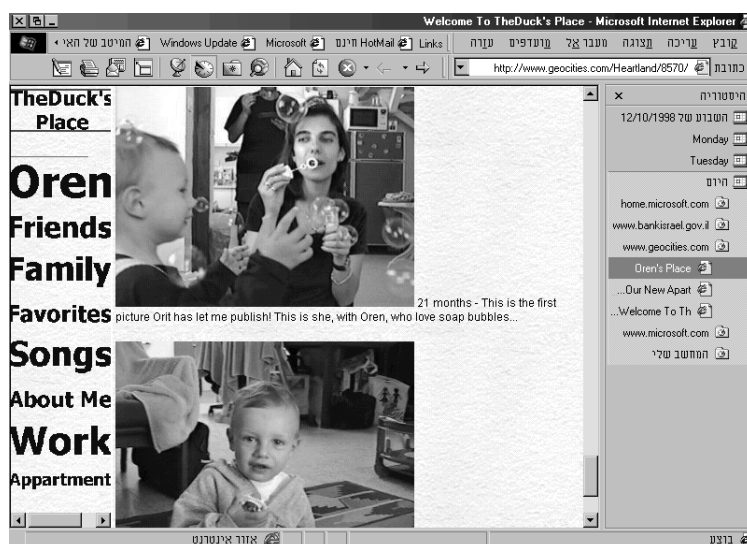 Welcome To TheDuck's Place - Microsoft Internet Explorer
קובץ עריכה תצוגה מעבר אל מועדפים עזרה
Links HotMail חינם Microsoft Windows Update המיטב של האי
כתובת http://www.geocities.com/Heartland/8570/
היסטוריה
השבוע של 12/10/1998
Monday
Tuesday
היום
home.microsoft.com
www.bankisrael.gov.il
www.geocities.com
Oren's Place
Our New Apart...
Welcome To Th...
www.microsoft.com
המחשב שלי
TheDuck's
Place
Oren
Friends
Family
Favorites
Songs
About Me
Work
Appartment
21 months - This is the first
picture Orit has let me publish! This is she, with Oren, who love soap bubbles...
בוצע
אזור אינטרנט